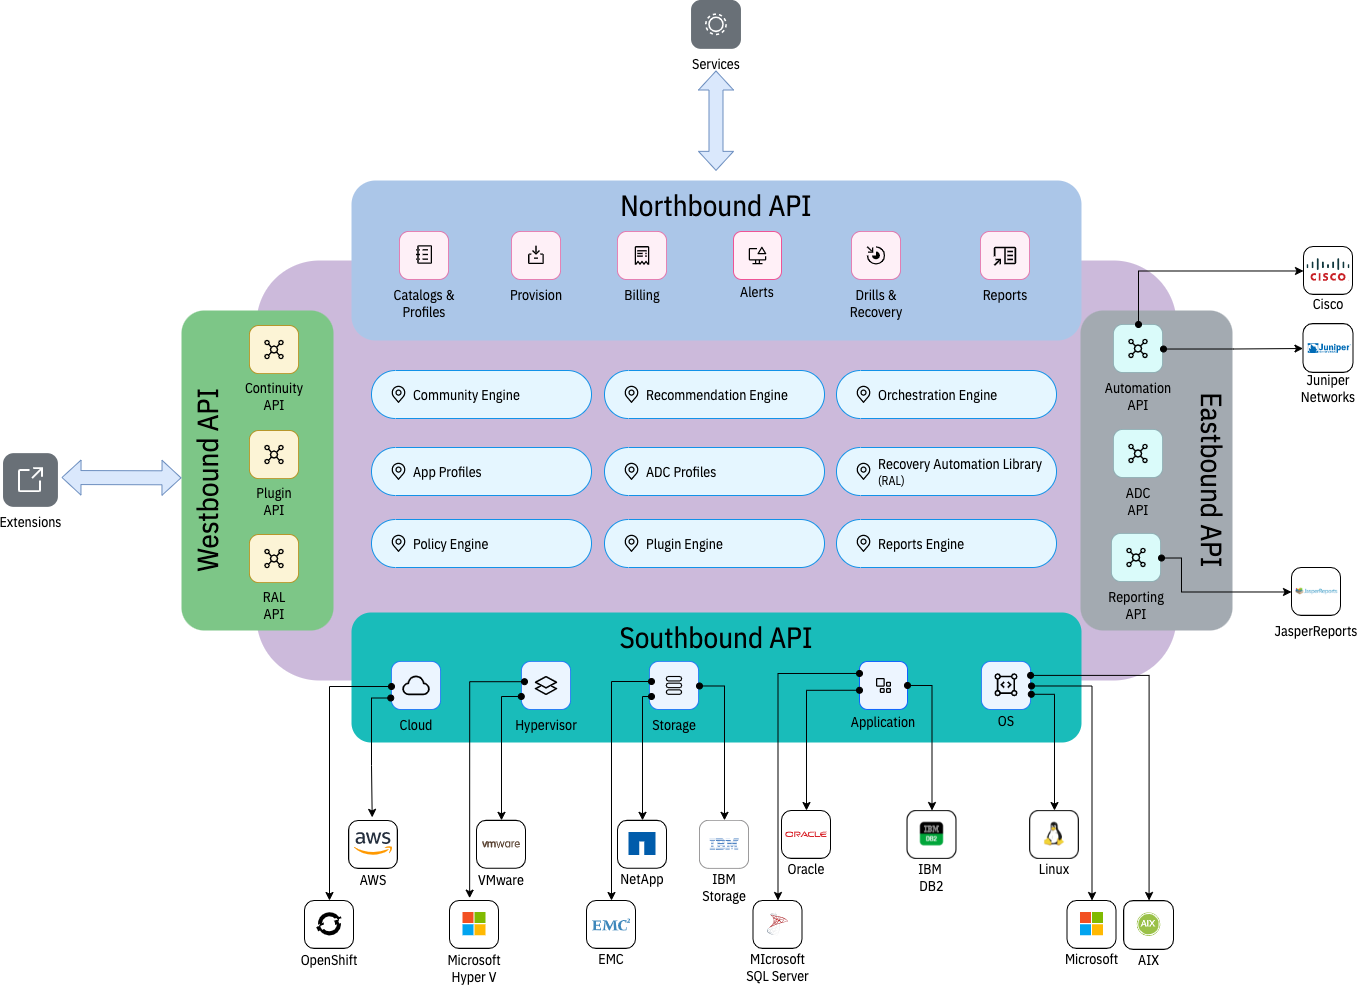 Services
Northbound API
Catalogs &
Profiles
Provision
Billing
Alerts
Drills &
Recovery
Reports
Westbound API
Continuity
API
Plugin
API
RAL
API
Extensions
Community Engine
Recommendation Engine
Orchestration Engine
App Profiles
ADC Profiles
Recovery Automation Library
(RAL)
Policy Engine
Plugin Engine
Reports Engine
Eastbound API
Automation
API
ADC
API
Reporting
API
CISCO
Cisco
Juniper
Juniper
Networks
JasperReports
JasperReports
Southbound API
Cloud
Hypervisor
Storage
Application
OS
aws
AWS
vmware
VMware
NetApp
IBM
IBM
Storage
ORACLE
Oracle
IBM
DB2
IBM
DB2
Linux
OpenShift
Microsoft
Hyper V
EMC²
EMC
MIcrosoft
SQL Server
Microsoft
AIX
AIX